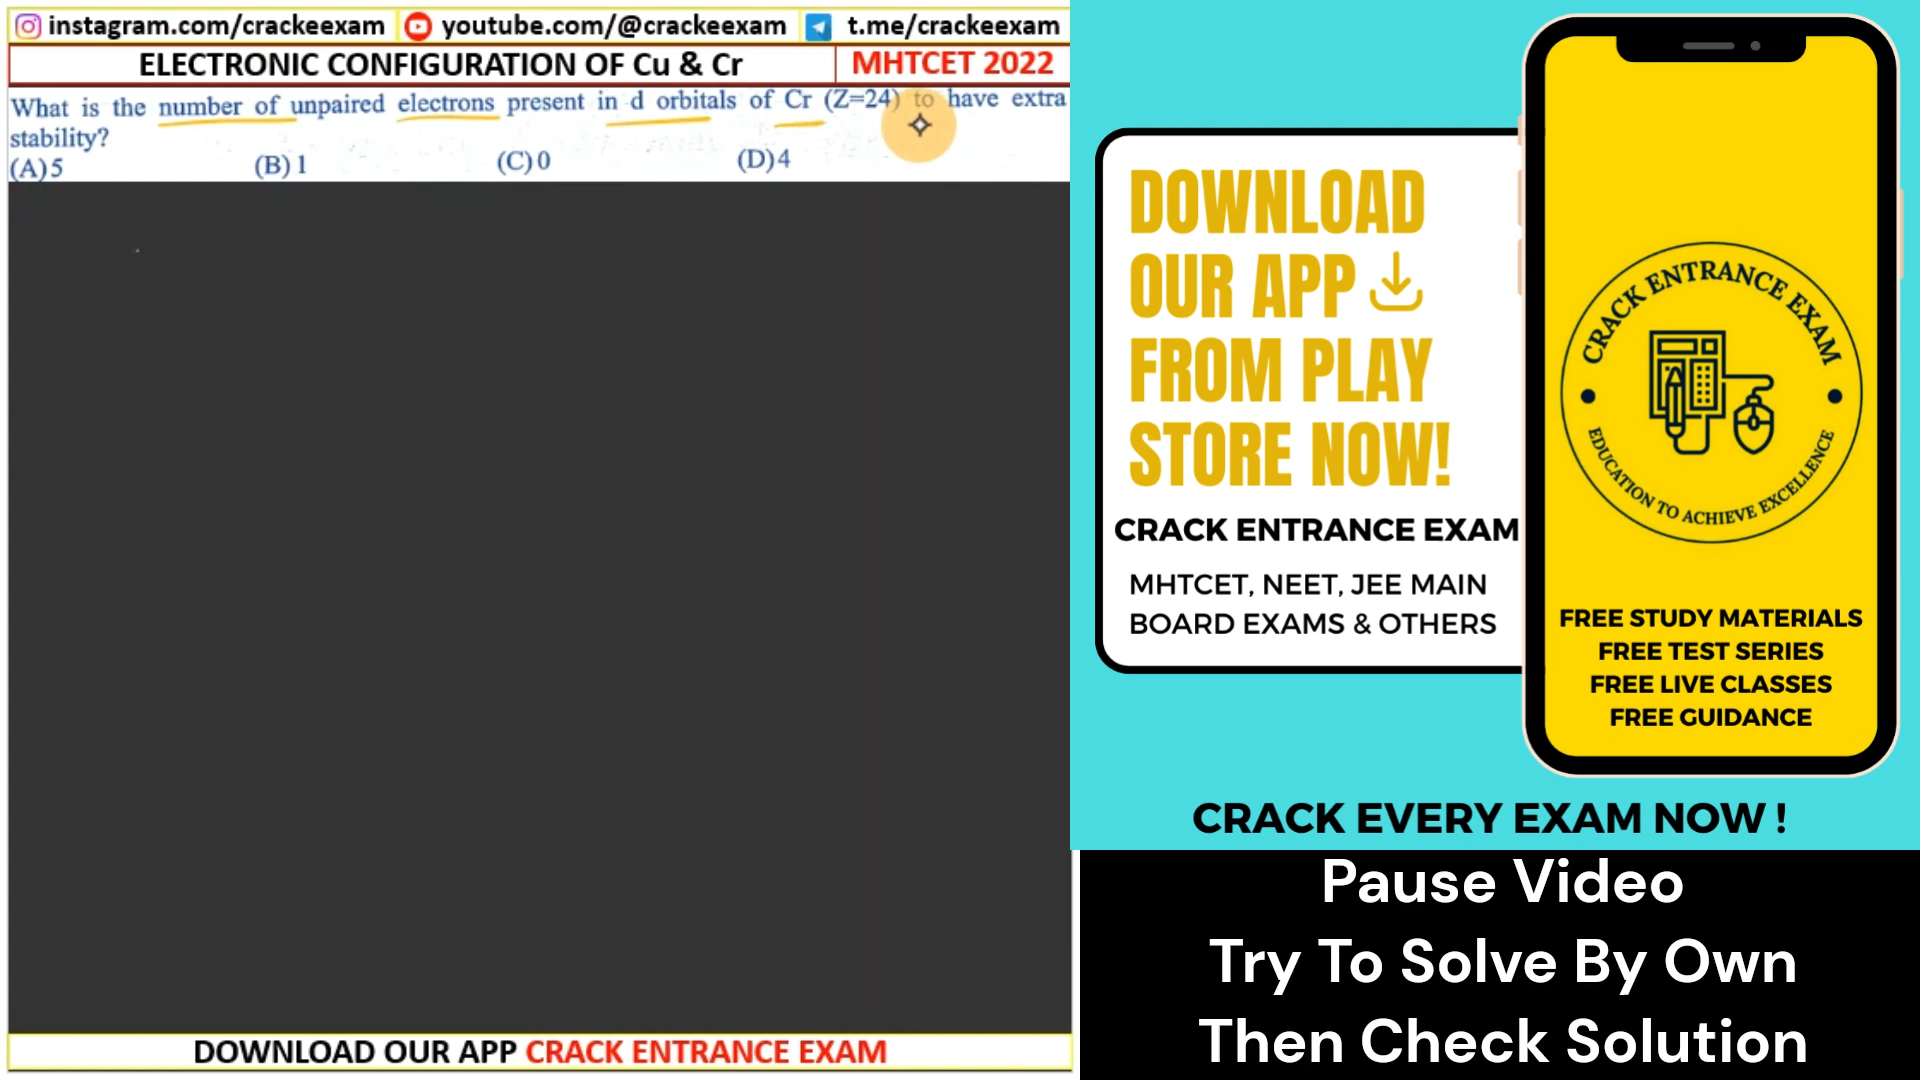 instagram.com/crackeexam youtube.com/@crackeexam t.me/crackeexam
ELECTRONIC CONFIGURATION OF Cu & Cr MHTCET 2022
What is the number of unpaired electrons present in d orbitals of Cr (Z=24) to have extra
stability?
(A) 5 (B) 1 (C) 0 (D) 4
DOWNLOAD OUR APP CRACK ENTRANCE EXAM
DOWNLOAD
OUR APP
FROM PLAY
STORE NOW!
CRACK ENTRANCE EXAM
MHTCET, NEET, JEE MAIN
BOARD EXAMS & OTHERS
CRACK ENTRANCE EXAM
EDUCATION TO ACHIEVE EXCELLENCE
FREE STUDY MATERIALS
FREE TEST SERIES
FREE LIVE CLASSES
FREE GUIDANCE
CRACK EVERY EXAM NOW !
Pause Video
Try To Solve By Own
Then Check Solution